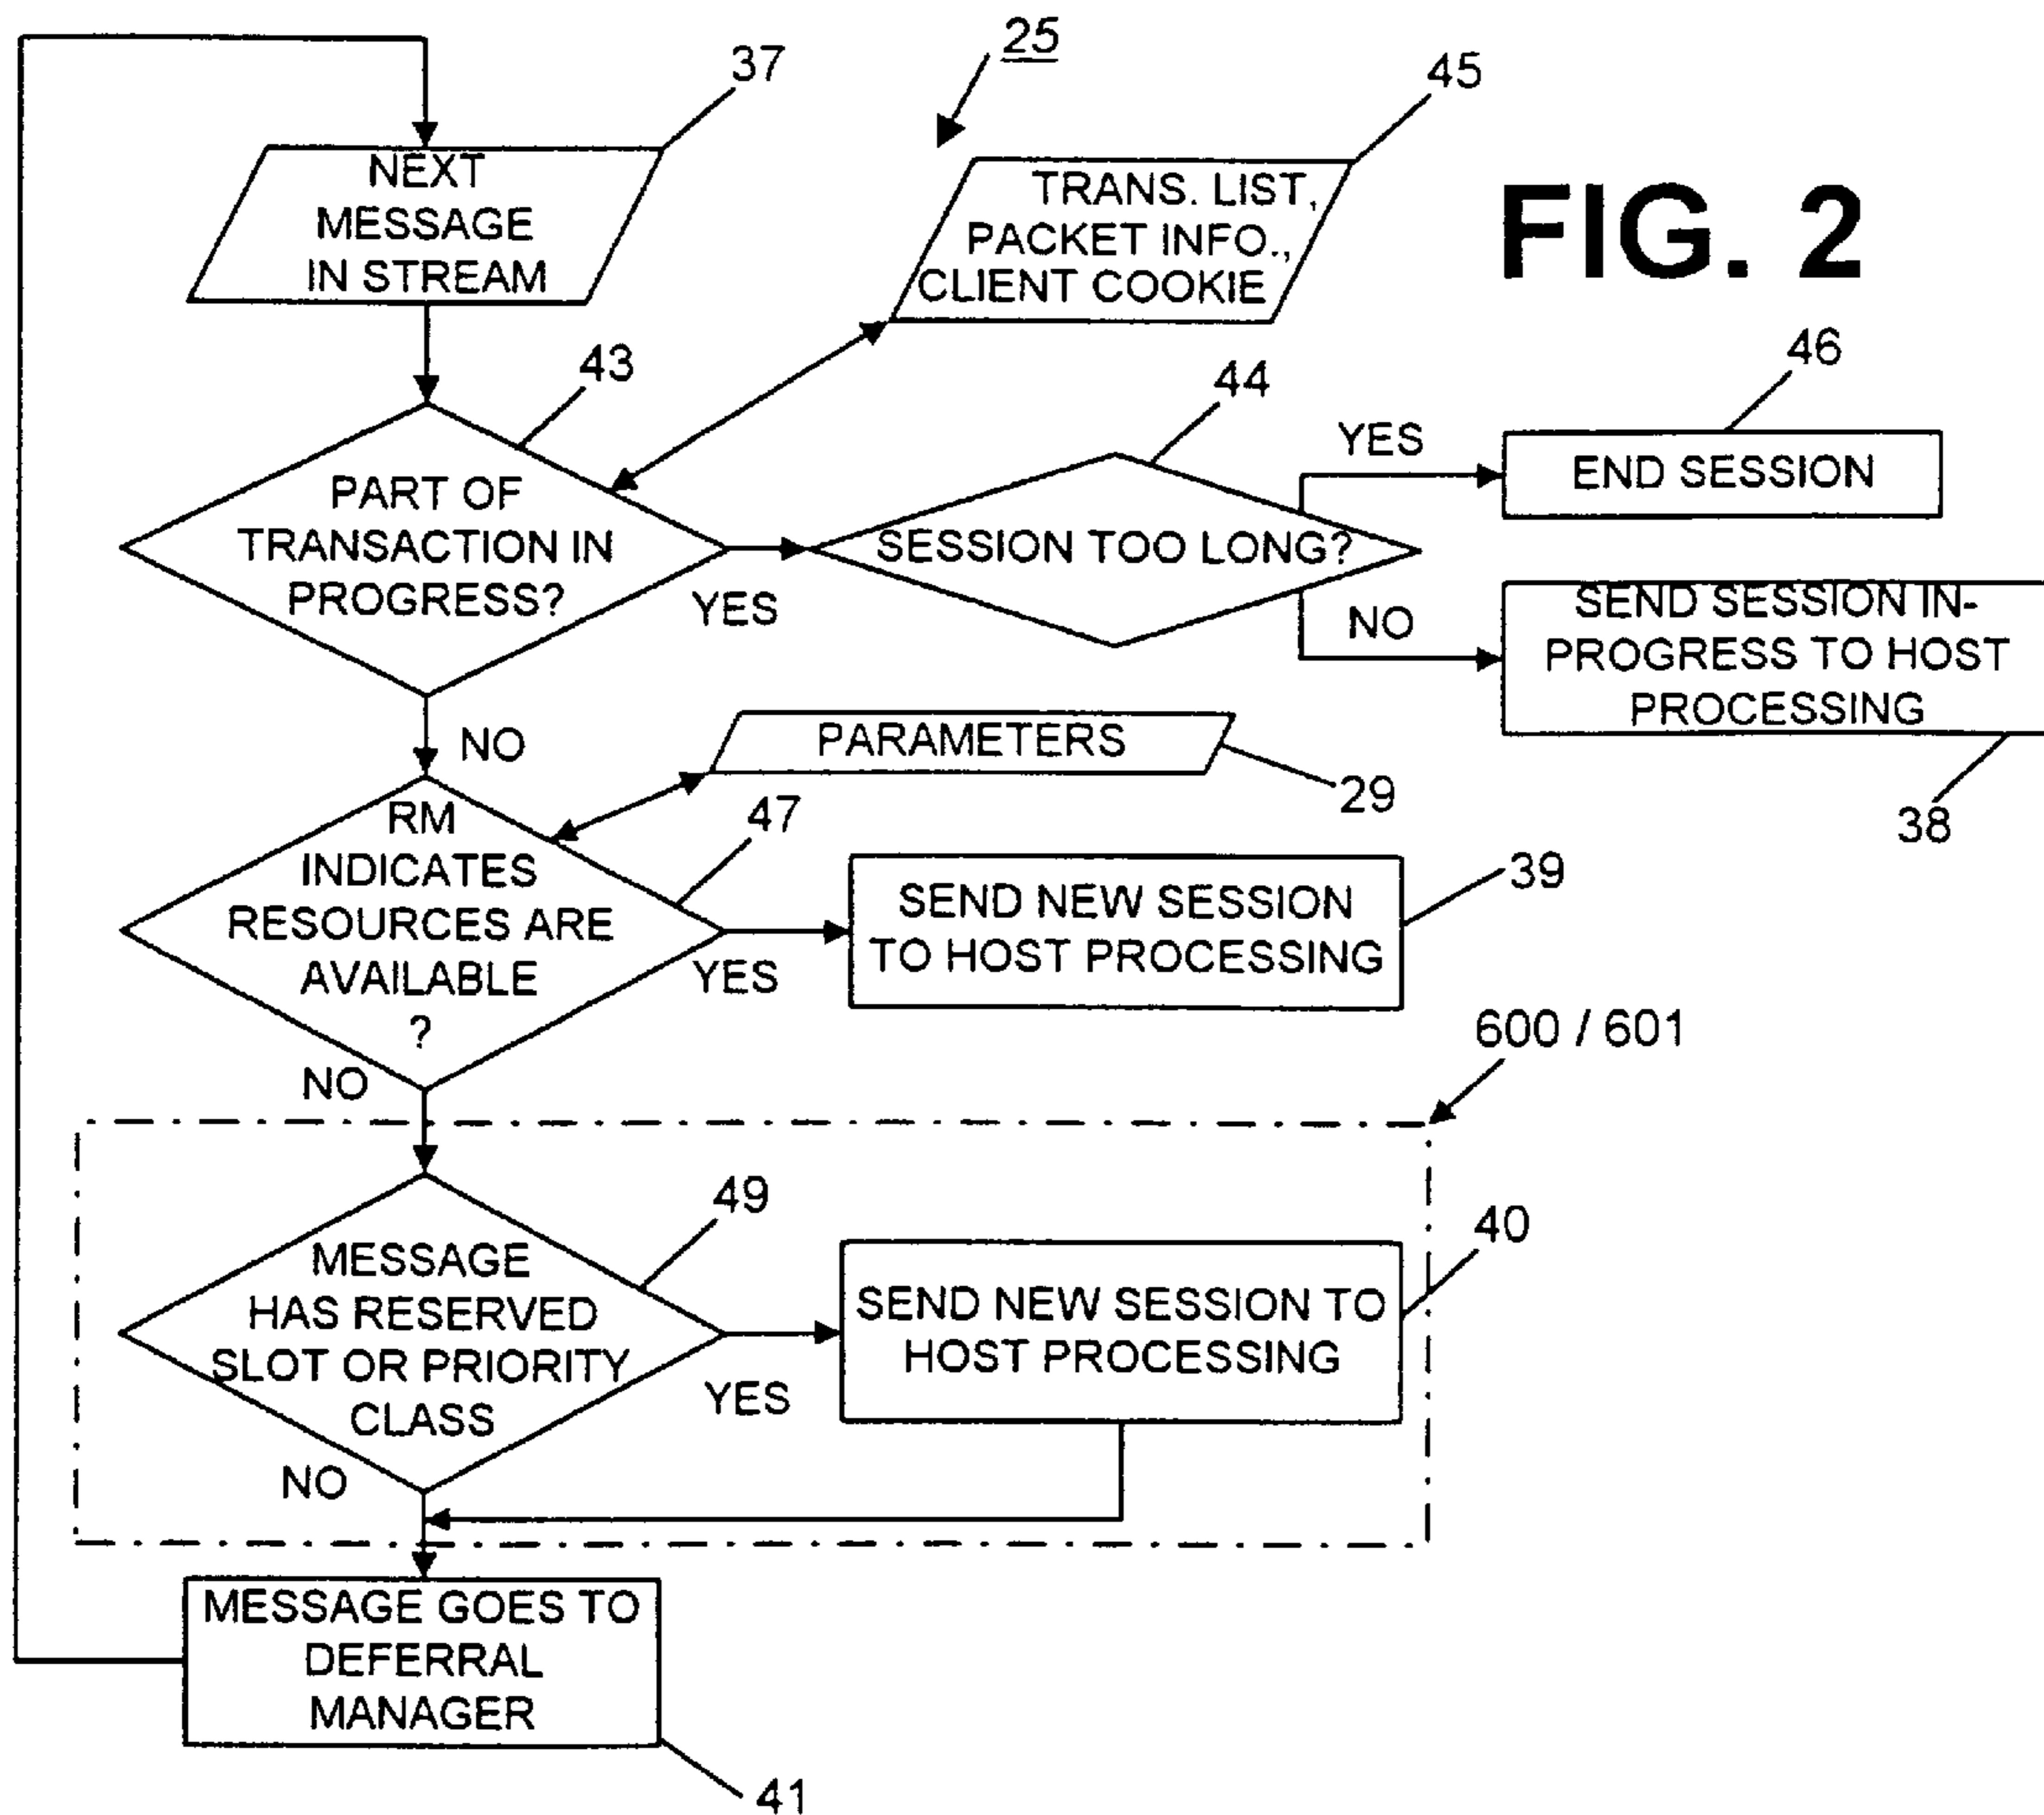 25
37
45
NEXT
MESSAGE
IN STREAM
TRANS. LIST,
PACKET INFO.,
CLIENT COOKIE
FIG. 2
43
44
46
YES
END SESSION
PART OF
TRANSACTION IN
PROGRESS?
YES
SESSION TOO LONG?
NO
SEND SESSION IN-
PROGRESS TO HOST
PROCESSING
38
NO
PARAMETERS
29
47
RM
INDICATES
RESOURCES ARE
AVAILABLE
?
YES
SEND NEW SESSION
TO HOST PROCESSING
39
NO
600 / 601
49
40
MESSAGE
HAS RESERVED
SLOT OR PRIORITY
CLASS
YES
SEND NEW SESSION TO
HOST PROCESSING
NO
MESSAGE GOES TO
DEFERRAL
MANAGER
41